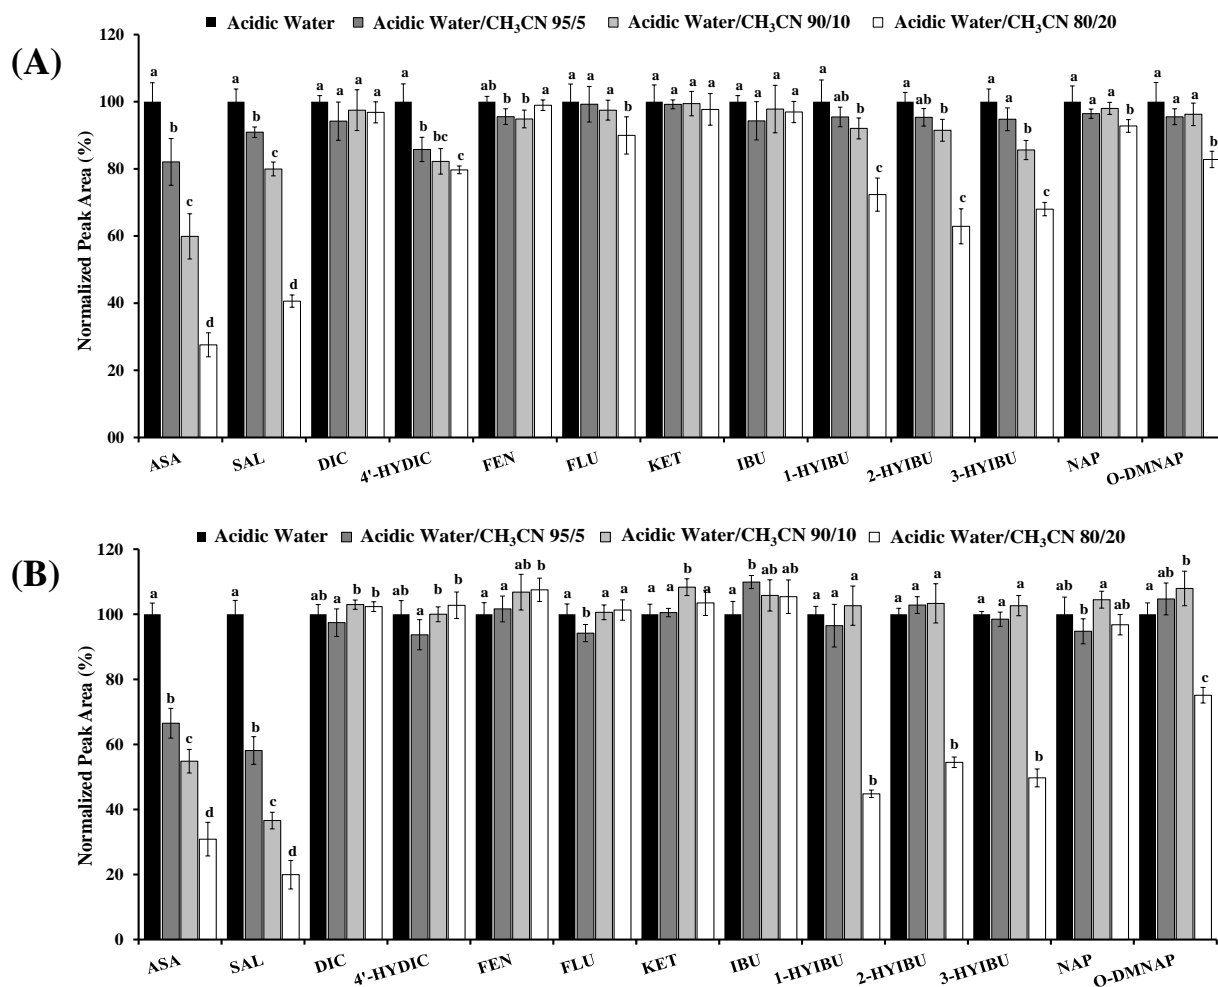 (A)
Acidic Water Acidic Water/CH₃CN 95/5 Acidic Water/CH₃CN 90/10 Acidic Water/CH₃CN 80/20
Normalized Peak Area (%)
120
100
80
60
40
20
00
a b c d a b c d a a a a a b bc c ab b b a a a a b a a a a a a a a a ab b c a ab b c a a b c a a a b a a a b
ASA SAL DIC 4'-HYDIC FEN FLU KET IBU 1-HYIBU 2-HYIBU 3-HYIBU NAP O-DMNAP
(B)
Acidic Water Acidic Water/CH₃CN 95/5 Acidic Water/CH₃CN 90/10 Acidic Water/CH₃CN 80/20
Normalized Peak Area (%)
120
100
80
60
40
20
0
a b c d a b c d ab a b b ab a b b a a ab b a b a a a a b a a b ab ab a a a b a a a b a a a b ab b a ab a ab b c
ASA SAL DIC 4'-HYDIC FEN FLU KET IBU 1-HYIBU 2-HYIBU 3-HYIBU NAP O-DMNAP